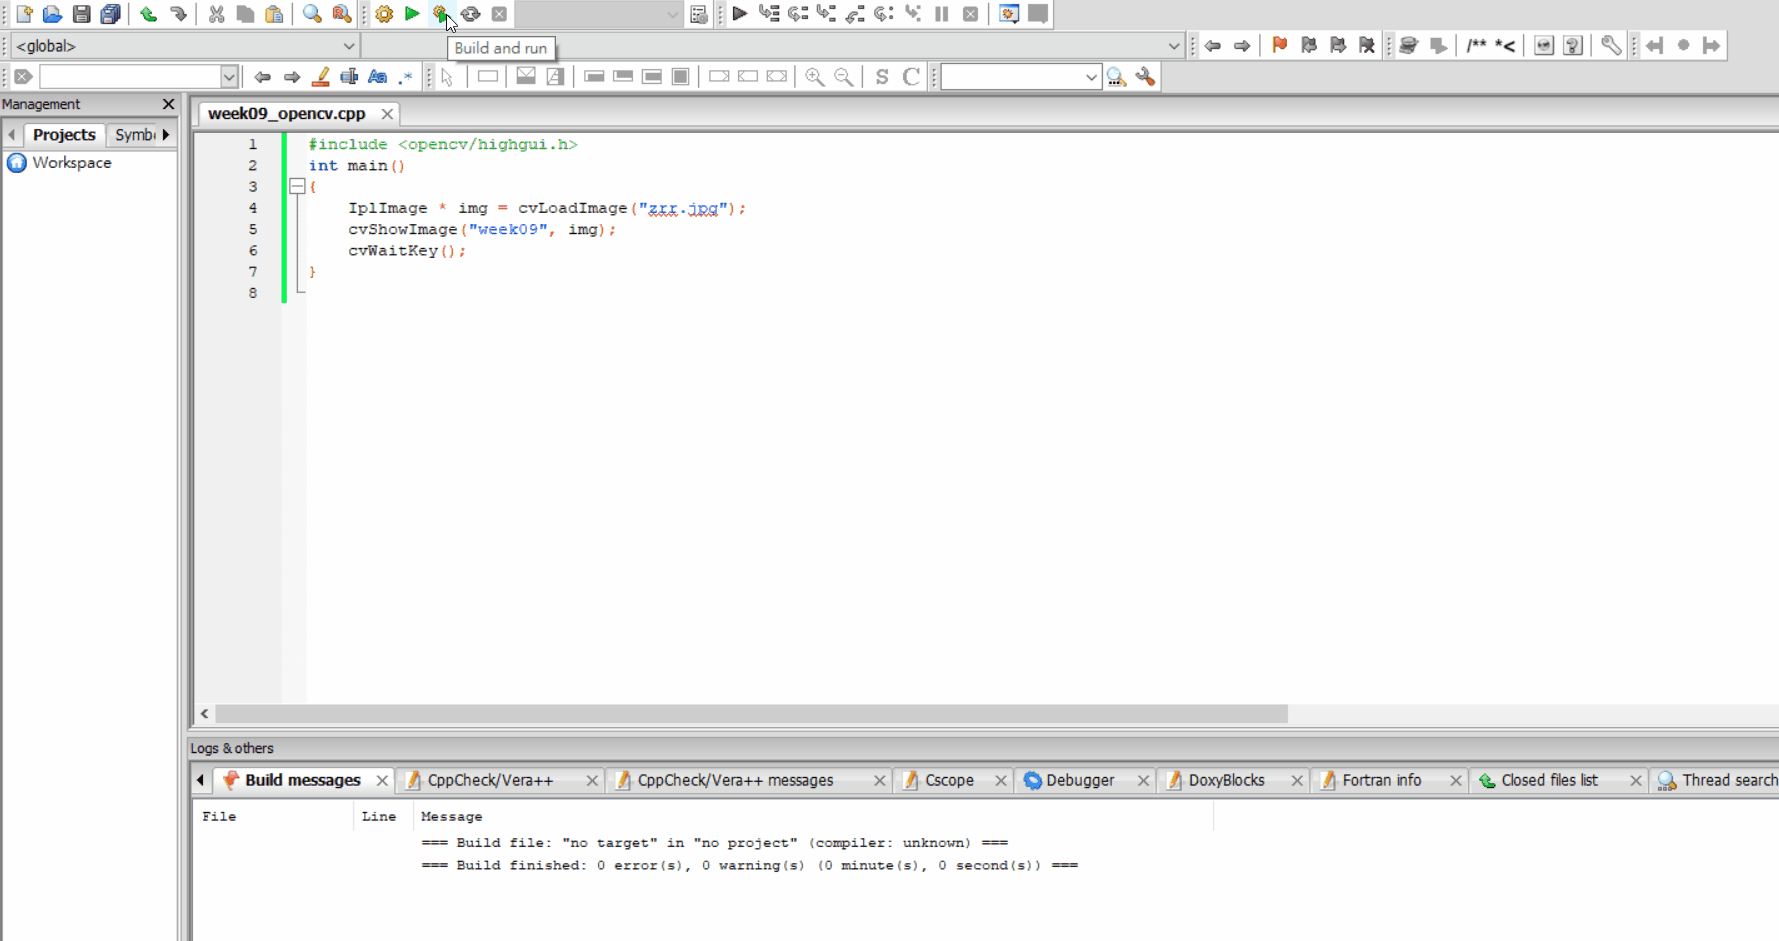 <global>
Build and run
/** *<
S C
Management
Projects Symb
Workspace
week09_opencv.cpp
1 #include <opencv/highgui.h>
2 int main()
3 {
4 IplImage * img = cvLoadImage("zrr.jpg");
5 cvShowImage("week09", img);
6 cvWaitKey();
7 }
8
Logs & others
Build messages CppCheck/Vera++ CppCheck/Vera++ messages Cscope Debugger DoxyBlocks Fortran info Closed files list Thread search
File Line Message
=== Build file: "no target" in "no project" (compiler: unknown) ===
=== Build finished: 0 error(s), 0 warning(s) (0 minute(s), 0 second(s)) ===